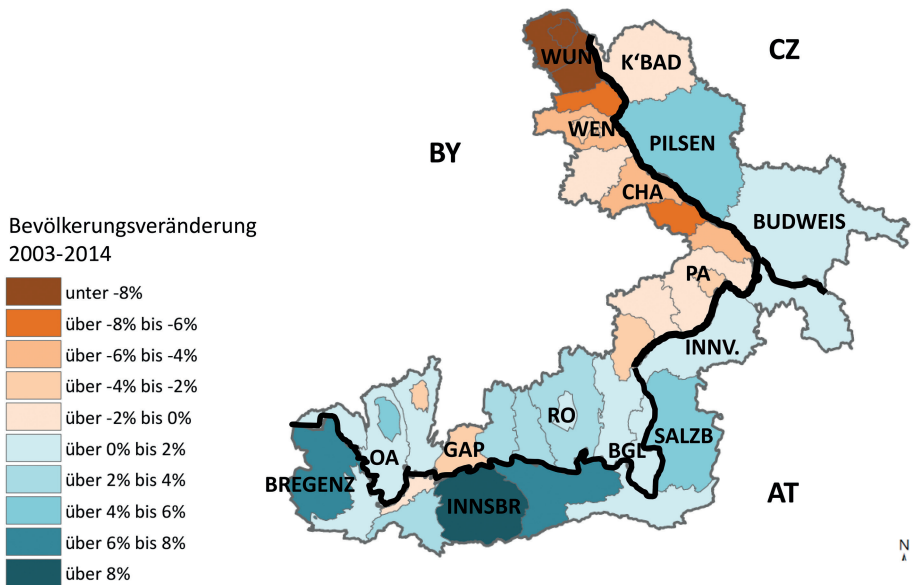 CZ
WUN
K‘BAD
WEN
BY
PILSEN
CHA
BUDWEIS
Bevölkerungsveränderung
2003-2014
PA
unter -8%
über -8% bis -6%
über -6% bis -4%
INNV.
über -4% bis -2%
über -2% bis 0%
RO
über 0% bis 2%
SALZB
GAP
BGL
OA
über 2% bis 4%
BREGENZ
AT
über 4% bis 6%
INNSBR
über 6% bis 8%
N
über 8%